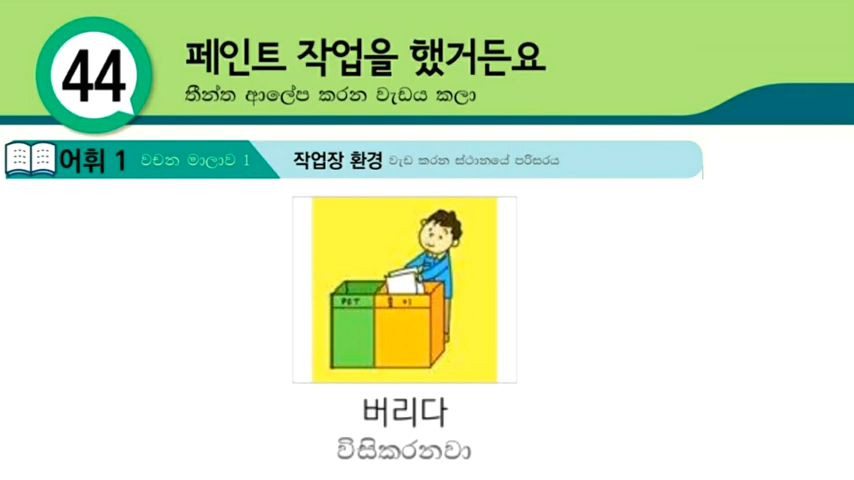 44
페인트 작업을 했거든요
තීන්ත ආලේප කරන වැඩය කලා
어휘 1 වචන මාලාව 1
작업장 환경 වැඩ කරන ස්ථානයේ පරිසරය
PET
버리다
විසිකරනවා